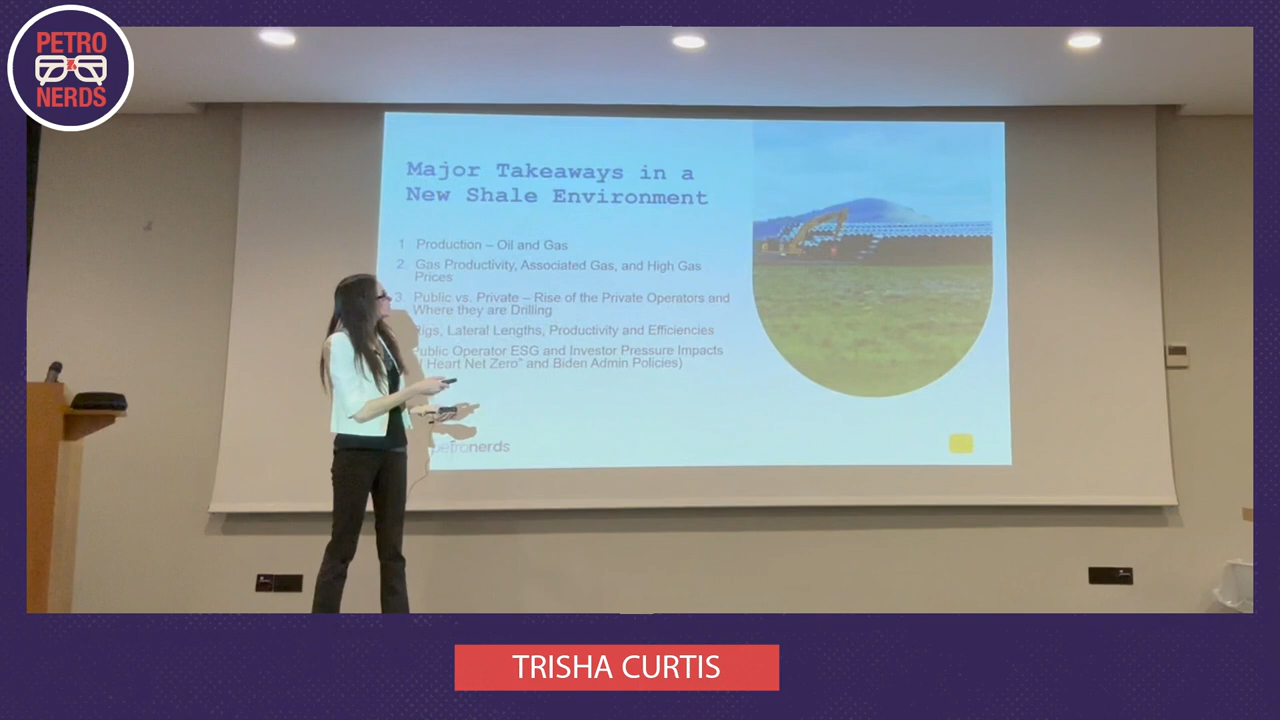 PETRO
NERDS
Major Takeaways in a
New Shale Environment
1. Production – Oil and Gas
2. Gas Productivity, Associated Gas, and High Gas
Prices
3. Public vs. Private – Rise of the Private Operators and
Where they are Drilling
Rigs, Lateral Lengths, Productivity and Efficiencies
Public Operator ESG and Investor Pressure Impacts
I Heart Net Zero” and Biden Admin Policies)
petronerds
TRISHA CURTIS